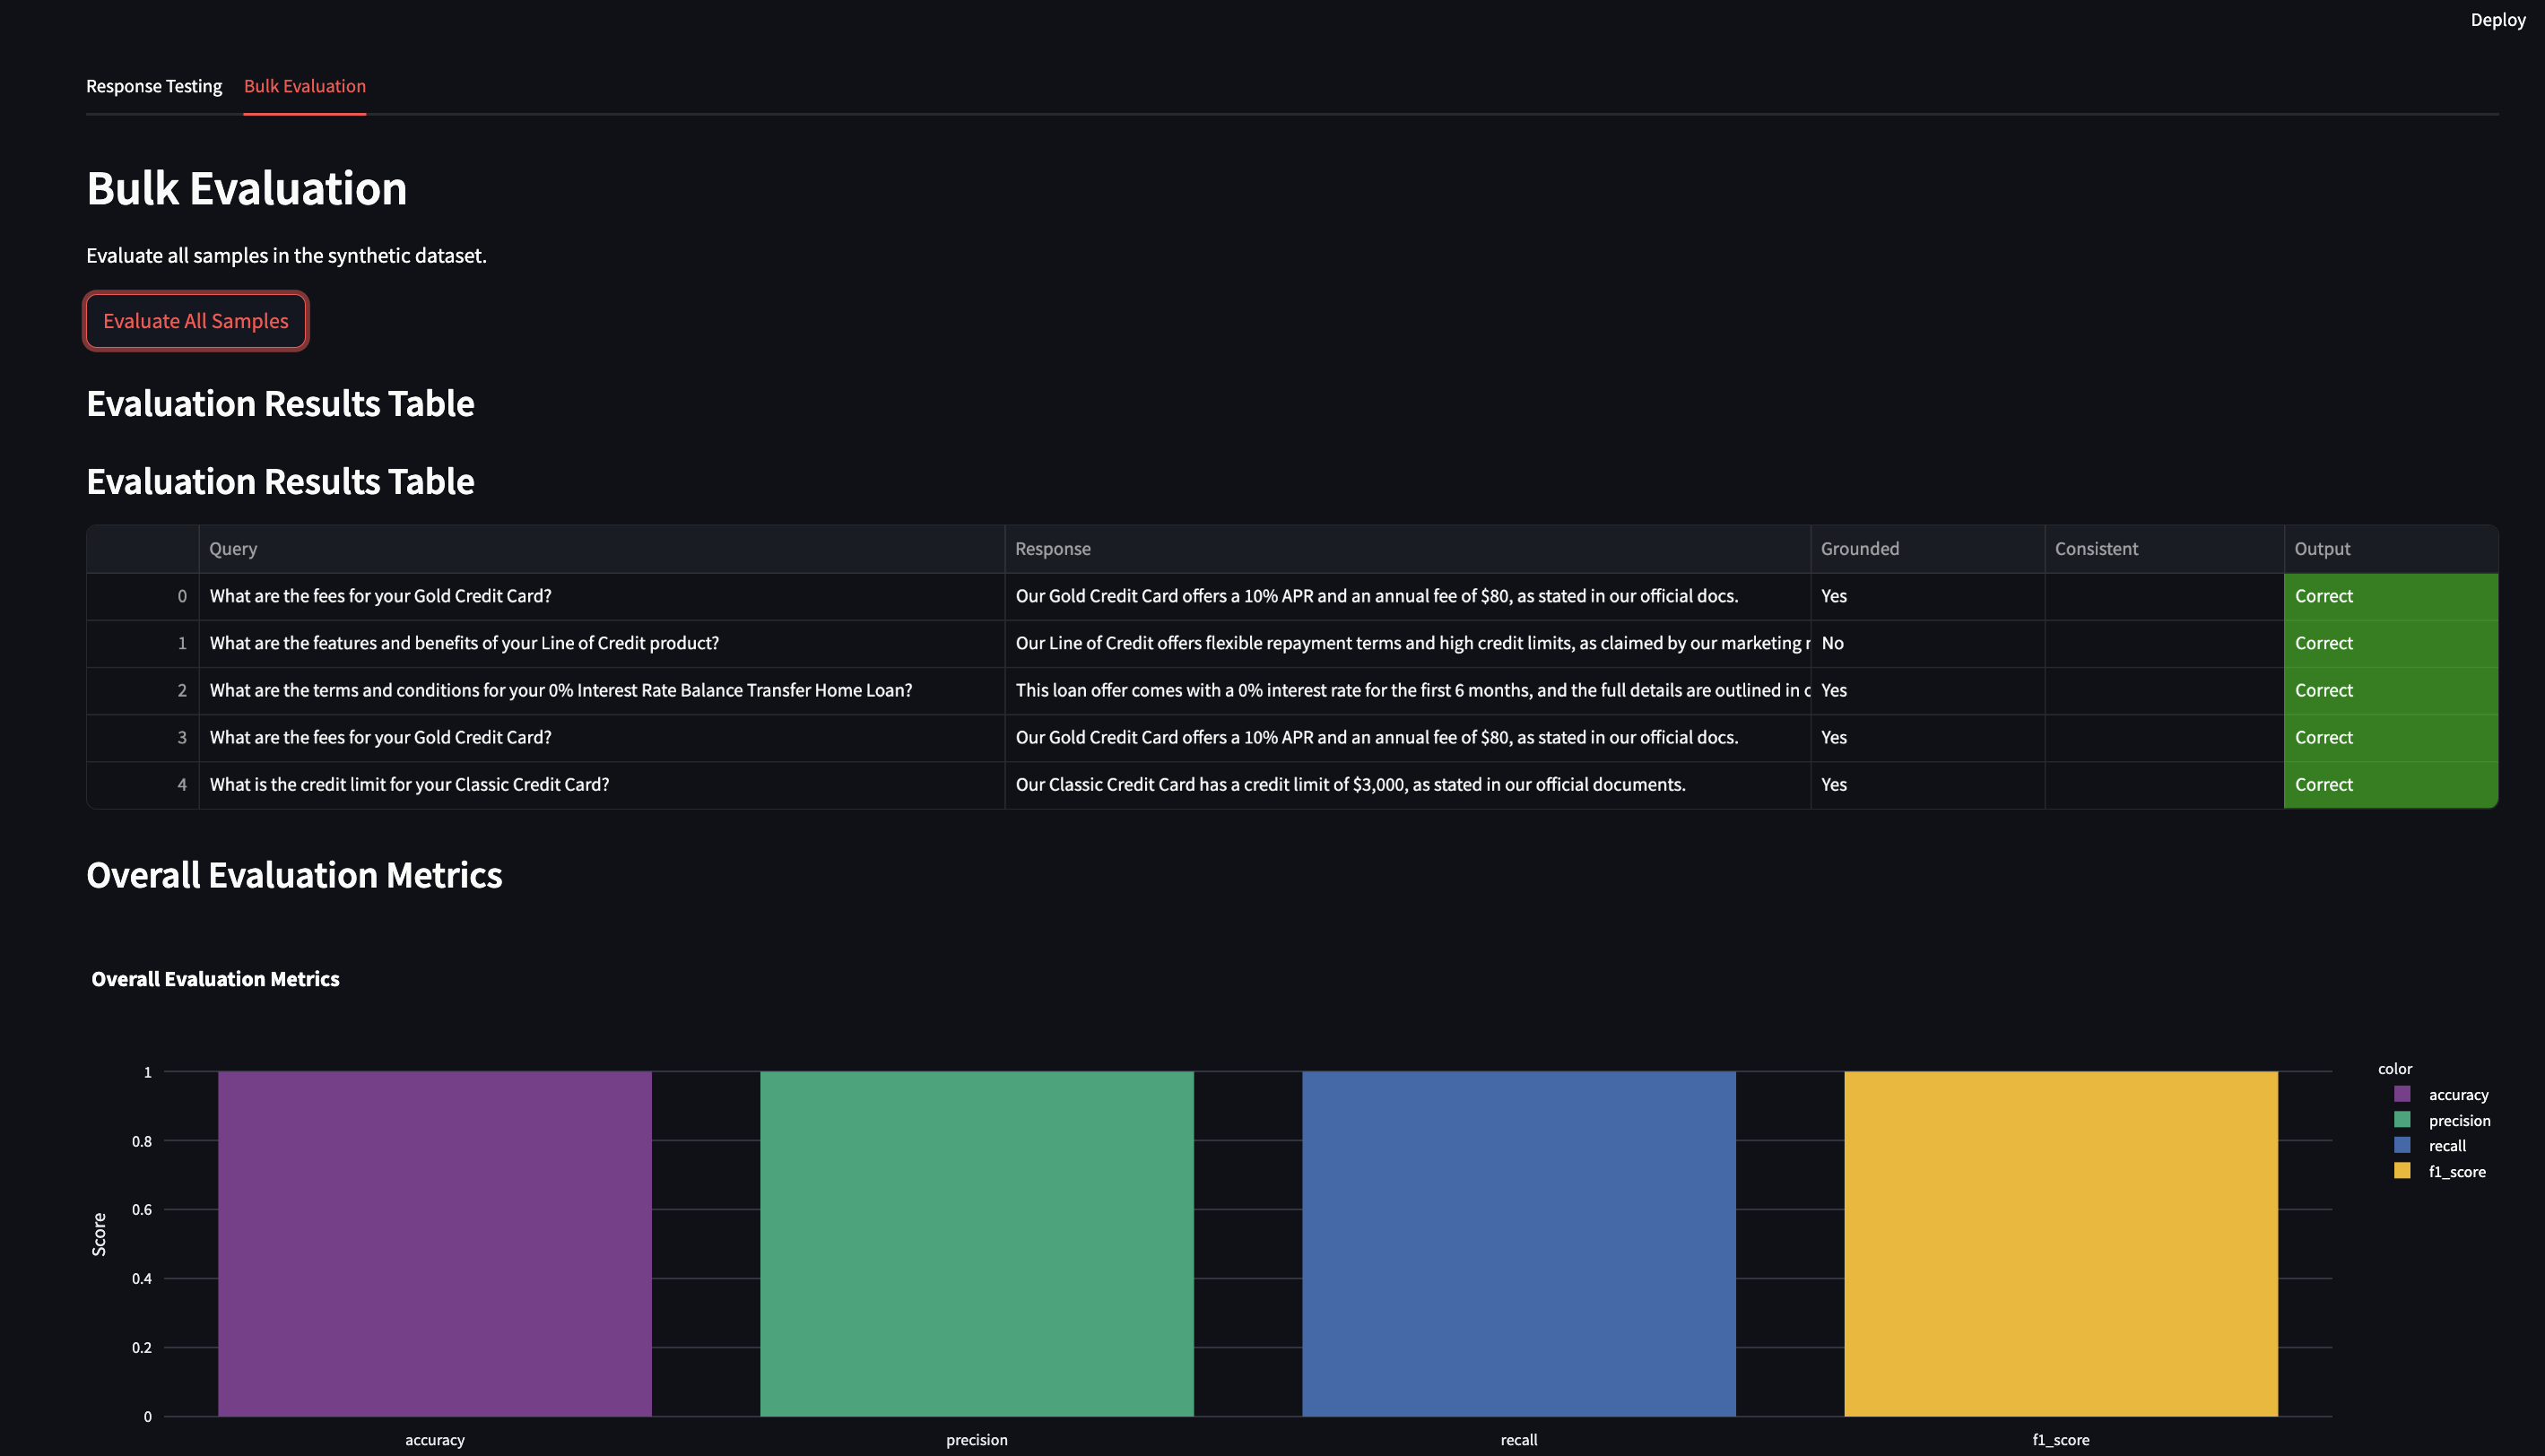 Deploy
Response Testing Bulk Evaluation
Bulk Evaluation
Evaluate all samples in the synthetic dataset.
Evaluate All Samples
Evaluation Results Table
Evaluation Results Table
Query Response Grounded Consistent Output
0 What are the fees for your Gold Credit Card? Our Gold Credit Card offers a 10% APR and an annual fee of $80, as stated in our official docs. Yes Correct
1 What are the features and benefits of your Line of Credit product? Our Line of Credit offers flexible repayment terms and high credit limits, as claimed by our marketing No Correct
2 What are the terms and conditions for your 0% Interest Rate Balance Transfer Home Loan? This loan offer comes with a 0% interest rate for the first 6 months, and the full details are outlined in Yes Correct
3 What are the fees for your Gold Credit Card? Our Gold Credit Card offers a 10% APR and an annual fee of $80, as stated in our official docs. Yes Correct
4 What is the credit limit for your Classic Credit Card? Our Classic Credit Card has a credit limit of $3,000, as stated in our official documents. Yes Correct
Overall Evaluation Metrics
Overall Evaluation Metrics
color
accuracy
precision
recall
f1_score
Score
1
0.8
0.6
0.4
0.2
0
accuracy precision recall f1_score